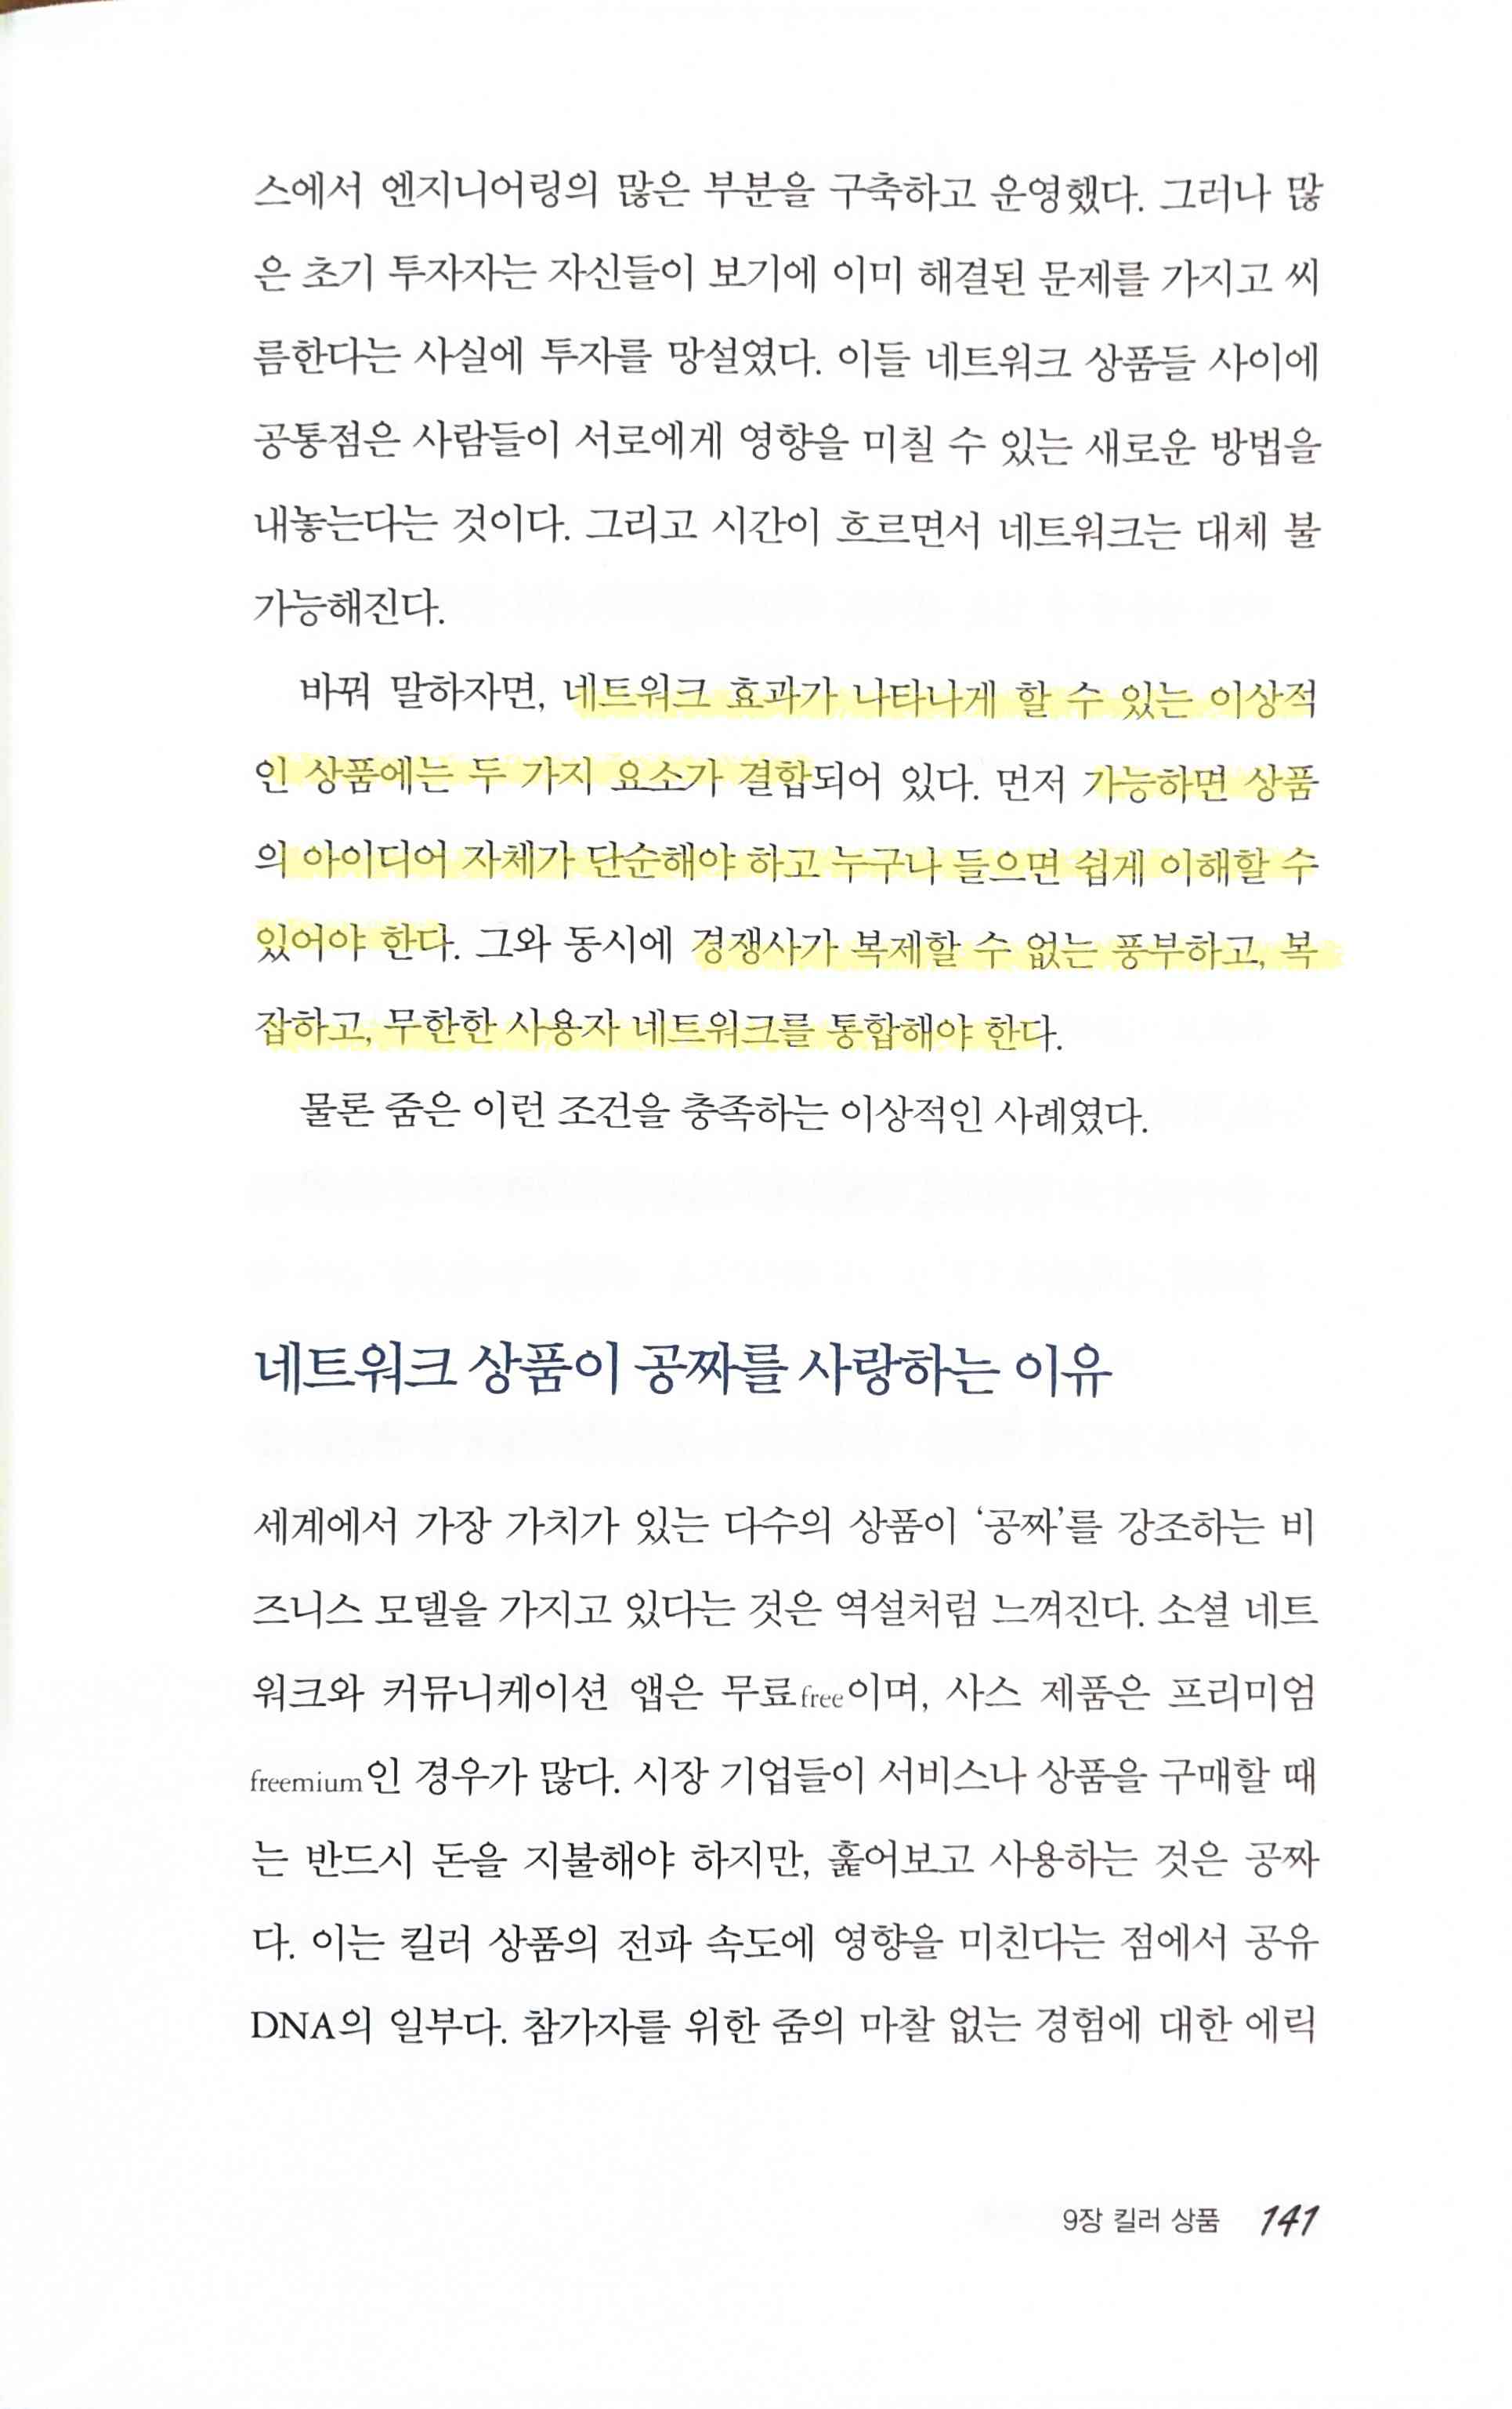 스에서 엔지니어링의 많은 부분을 구축하고 운영했다. 그러나 많
은 초기 투자자는 자신들이 보기에 이미 해결된 문제를 가지고 씨
름한다는 사실에 투자를 망설였다. 이들 네트워크 상품들 사이에
공통점은 사람들이 서로에게 영향을 미칠 수 있는 새로운 방법을
내놓는다는 것이다. 그리고 시간이 흐르면서 네트워크는 대체 불
가능해진다.
바꿔 말하자면, 네트워크 효과가 나타나게 할 수 있는 이상적
인 상품에는 두 가지 요소가 결합되어 있다. 먼저 가능하면 상품
의 아이디어 자체가 단순해야 하고 누구나 들으면 쉽게 이해할 수
있어야 한다. 그와 동시에 경쟁사가 복제할 수 없는 풍부하고, 복
잡하고, 무한한 사용자 네트워크를 통합해야 한다.
물론 줌은 이런 조건을 충족하는 이상적인 사례였다.
네트워크 상품이 공짜를 사랑하는 이유
세계에서 가장 가치가 있는 다수의 상품이 ‘공짜’를 강조하는 비
즈니스 모델을 가지고 있다는 것은 역설처럼 느껴진다. 소셜 네트
워크와 커뮤니케이션 앱은 무료free이며, 사스 제품은 프리미엄
freemium인 경우가 많다. 시장 기업들이 서비스나 상품을 구매할 때
는 반드시 돈을 지불해야 하지만, 훑어보고 사용하는 것은 공짜
다. 이는 킬러 상품의 전파 속도에 영향을 미친다는 점에서 공유
DNA의 일부다. 참가자를 위한 줌의 마찰 없는 경험에 대한 에릭
9장 킬러 상품 141